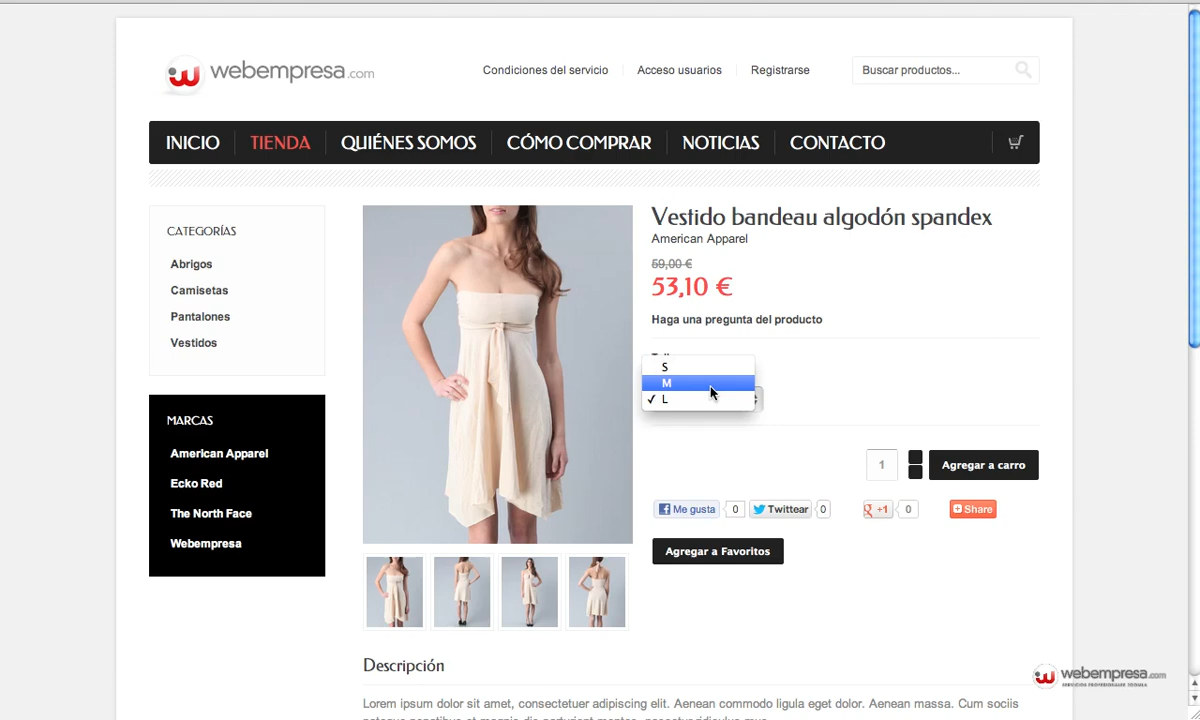 webempresa.com
Condiciones del servicio
Acceso usuarios
Registrarse
Buscar productos...
INICIO
TIENDA
QUIÉNES SOMOS
CÓMO COMPRAR
NOTICIAS
CONTACTO
CATEGORÍAS
Abrigos
Camisetas
Pantalones
Vestidos
MARCAS
American Apparel
Ecko Red
The North Face
Webempresa
Vestido bandeau algodón spandex
American Apparel
59,00 €
53,10 €
Haga una pregunta del producto
S
M
✓ L
1
Agregar a carro
Me gusta 0
Twittear 0
g +1 0
Share
Agregar a Favoritos
Descripción
Lorem ipsum dolor sit amet, consectetuer adipiscing elit. Aenean commodo ligula eget dolor. Aenean massa. Cum sociis
webempresa.com